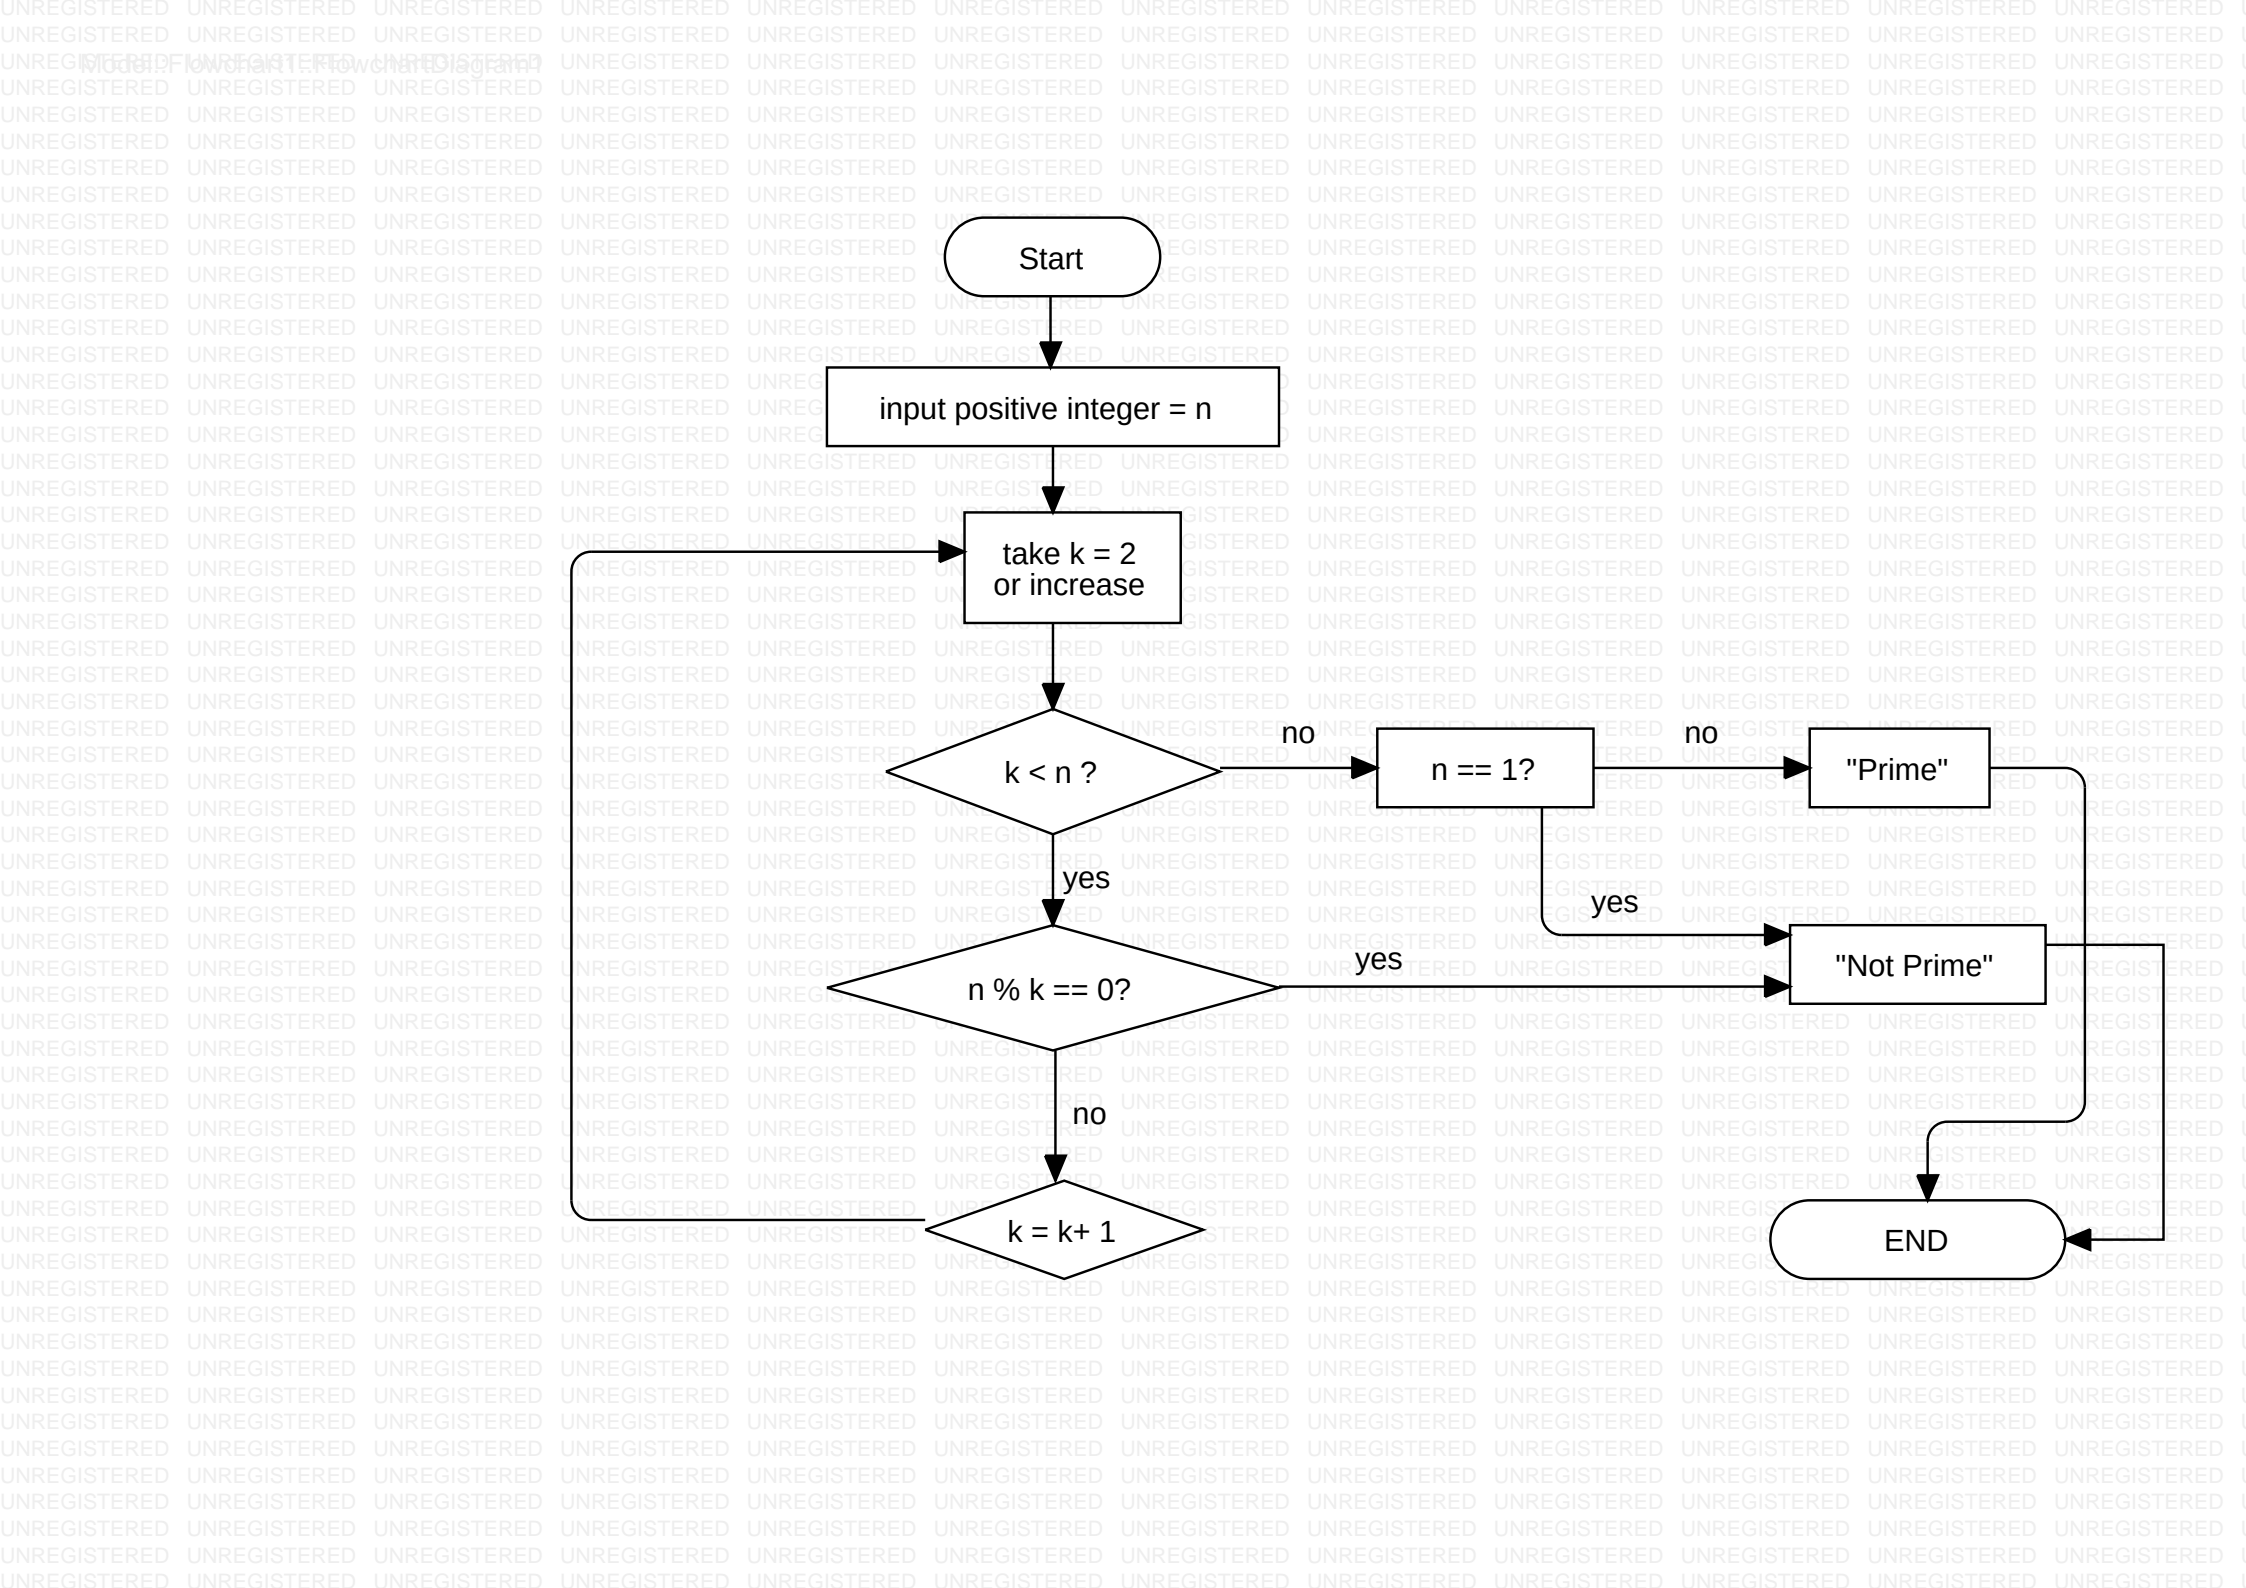 Model::Flowchart1::FlowchartDiagram1
Start
input positive integer = n
take k = 2
or increase
k < n ?
no
n == 1?
no
"Prime"
yes
yes
"Not Prime"
n % k == 0?
yes
no
k = k+ 1
END
UNREGISTERED